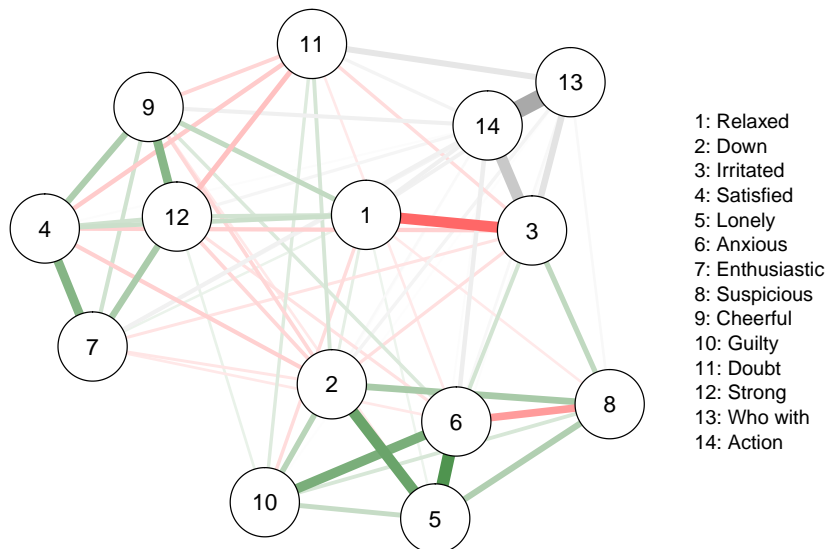 11
13
9
14
12
1
4
3
7
2
8
6
10
5
1: Relaxed
2: Down
3: Irritated
4: Satisfied
5: Lonely
6: Anxious
7: Enthusiastic
8: Suspicious
9: Cheerful
10: Guilty
11: Doubt
12: Strong
13: Who with
14: Action